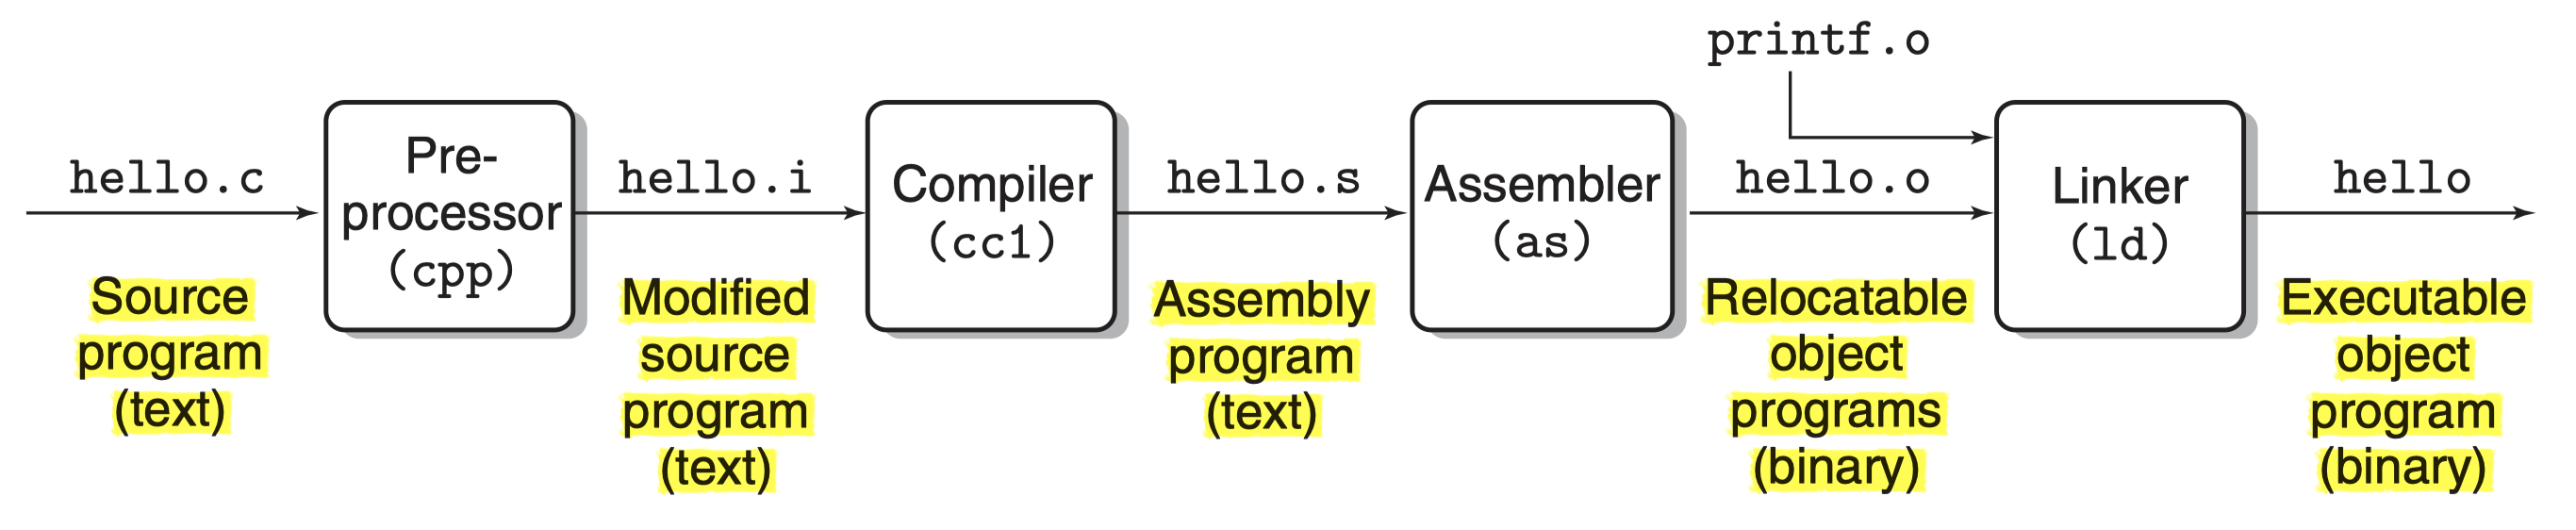 printf.o
hello.c
Pre-
processor
(cpp)
hello.i
Compiler
(cc1)
hello.s
Assembler
(as)
hello.o
Linker
(ld)
hello
Source
program
(text)
Modified
source
program
(text)
Assembly
program
(text)
Relocatable
object
programs
(binary)
Executable
object
program
(binary)